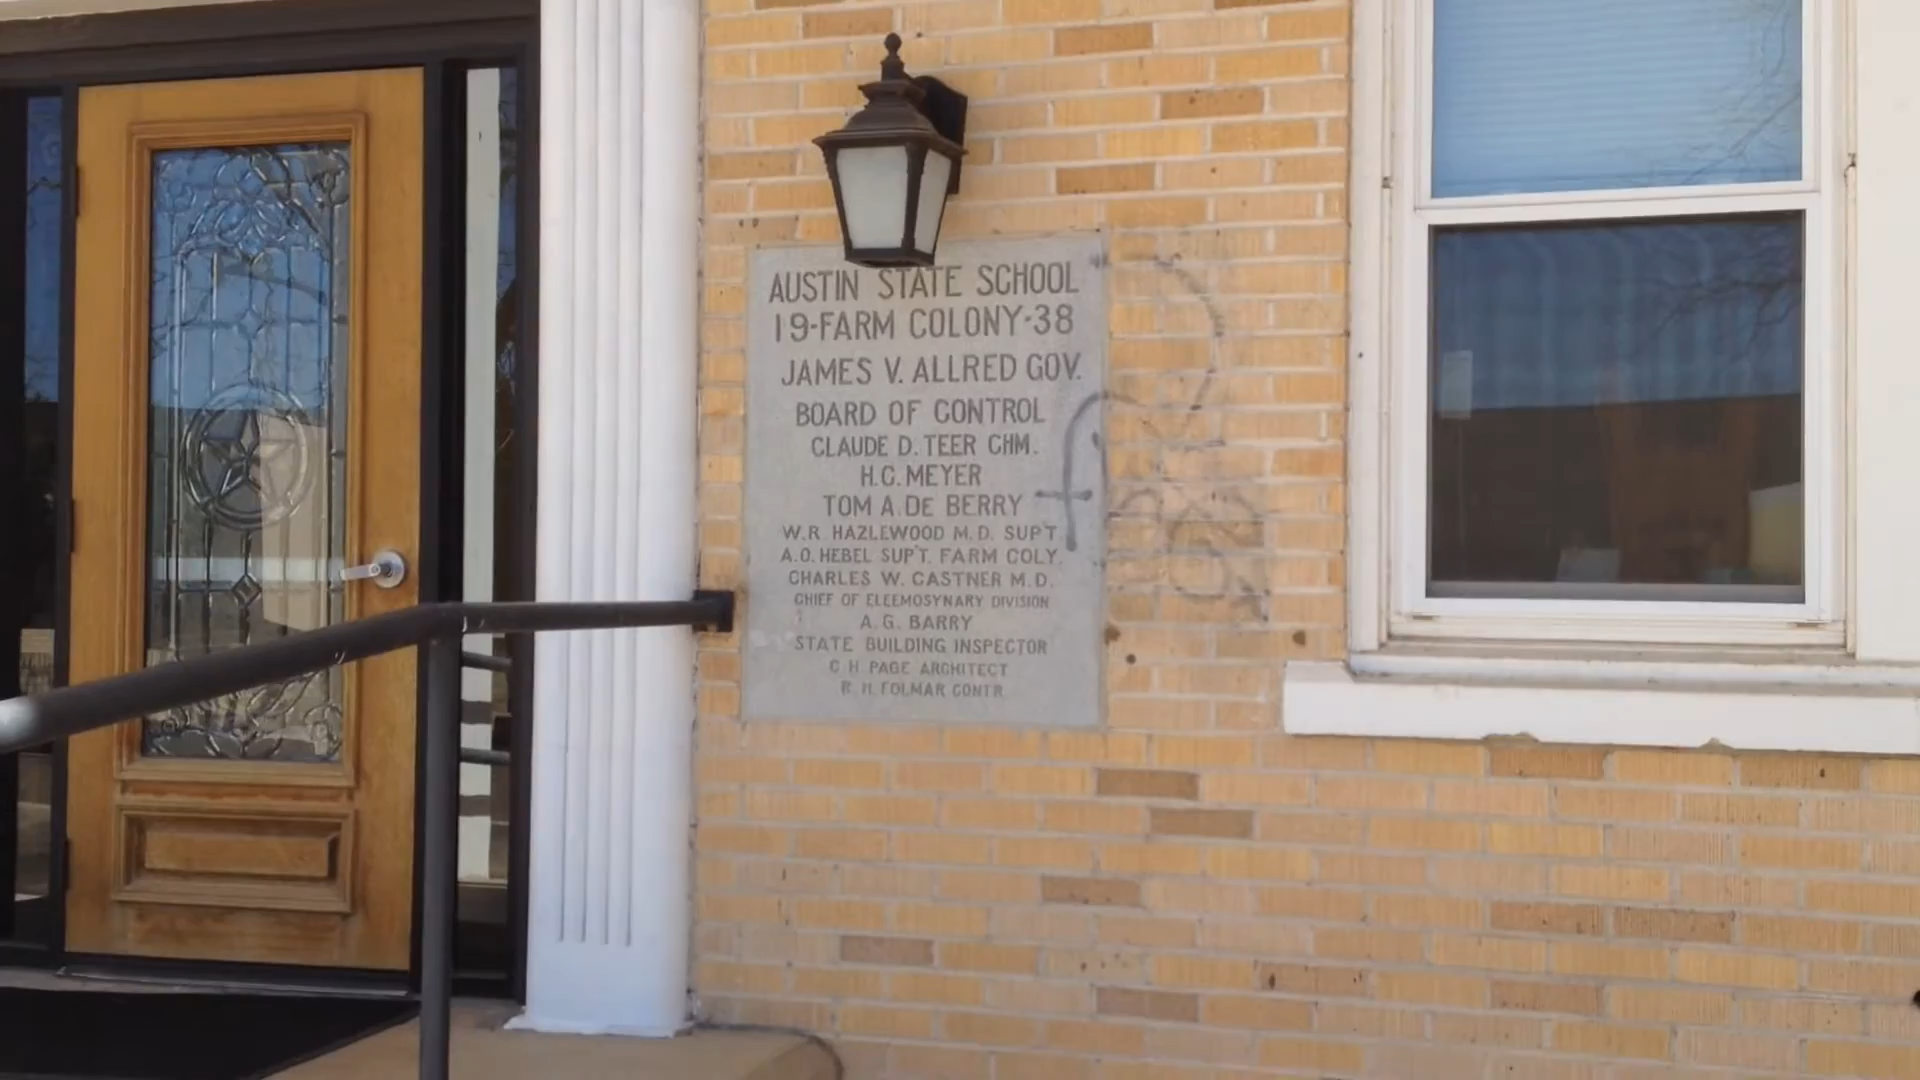 AUSTIN STATE SCHOOL
19-FARM COLONY-38
JAMES V. ALLRED GOV.
BOARD OF CONTROL
CLAUDE D. TEER CHM.
H.C. MEYER
TOM A. DE BERRY
W.R. HAZLEWOOD M.D. SUPT.
A.O. HEBEL SUP'T. FARM COLY.
CHARLES W. CASTNER M.D.
CHIEF OF ELEEMOSYNARY DIVISION
A.G. BARRY
STATE BUILDING INSPECTOR
C H PAGE ARCHITECT
R. H. FOLMAR CONTR.